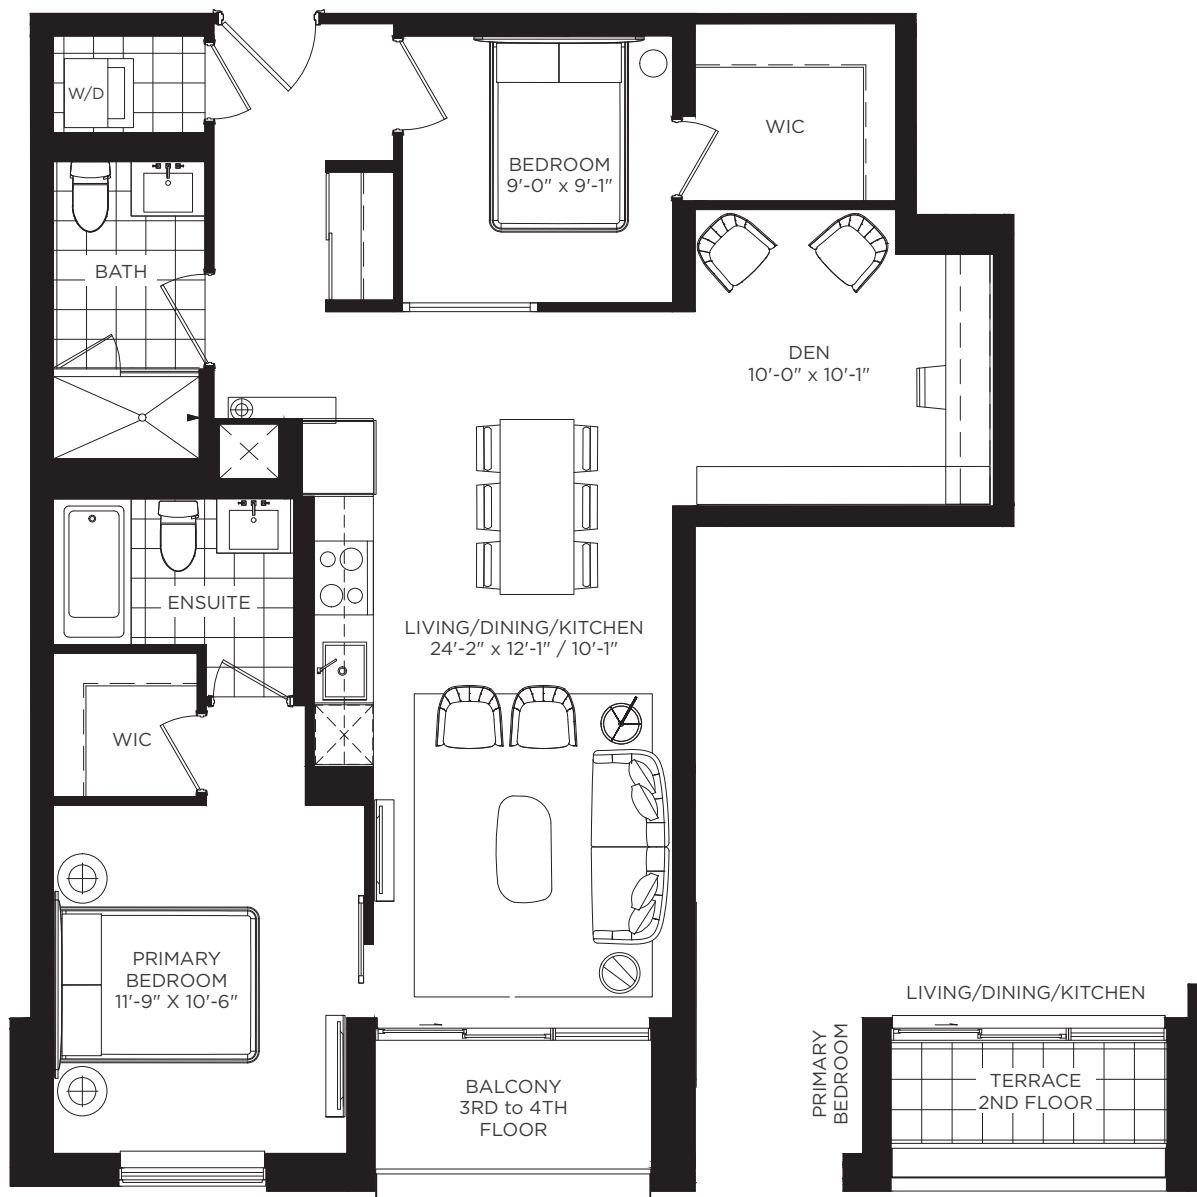 W/D
WIC
BEDROOM
9'-0" x 9'-1"
BATH
DEN
10'-0" x 10'-1"
ENSUITE
LIVING/DINING/KITCHEN
24'-2" x 12'-1" / 10'-1"
WIC
PRIMARY
BEDROOM
11'-9" X 10'-6"
BALCONY
3RD to 4TH
FLOOR
LIVING/DINING/KITCHEN
PRIMARY
BEDROOM
TERRACE
2ND FLOOR